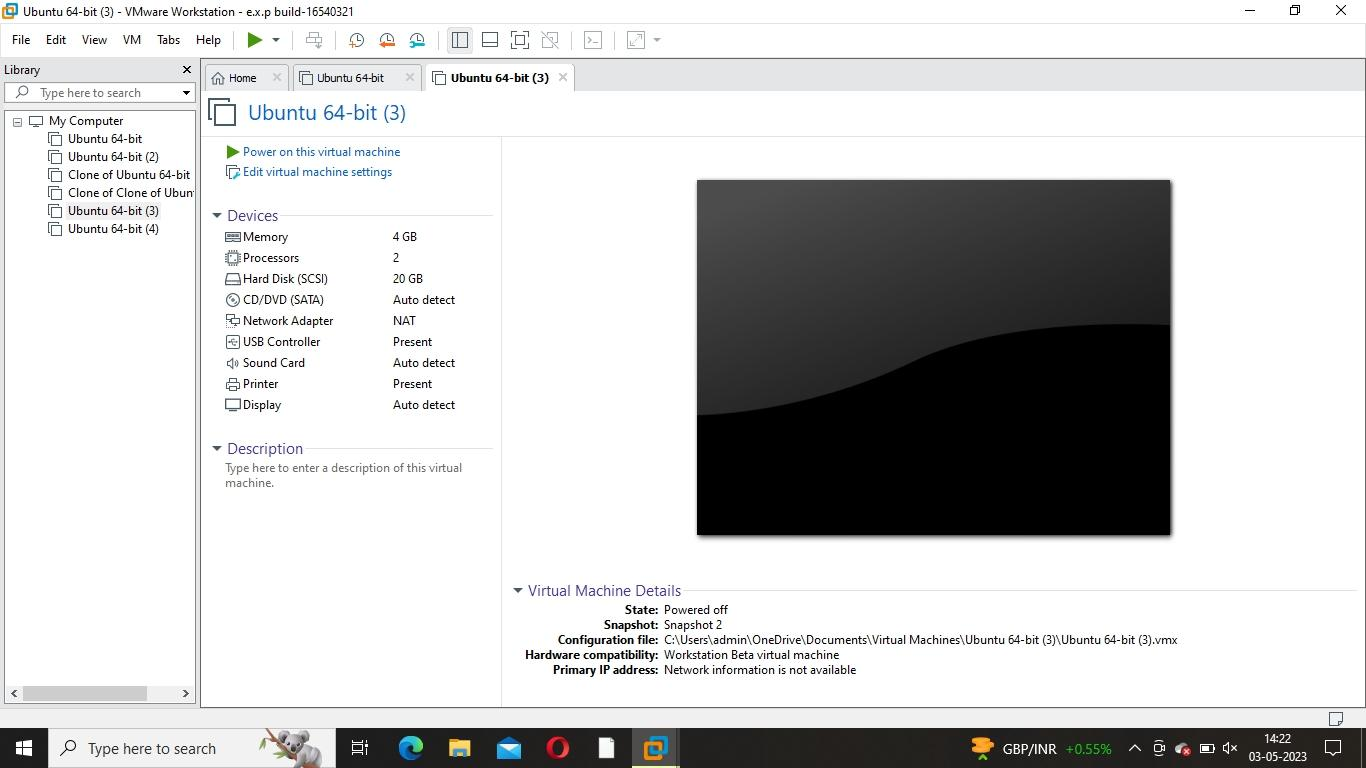 Ubuntu 64-bit (3) - VMware Workstation - e.x.p build-16540321
File Edit View VM Tabs Help
Library
Type here to search
My Computer
Ubuntu 64-bit
Ubuntu 64-bit (2)
Clone of Ubuntu 64-bit
Clone of Clone of Ubun
Ubuntu 64-bit (3)
Ubuntu 64-bit (4)
Home Ubuntu 64-bit Ubuntu 64-bit (3)
Ubuntu 64-bit (3)
Power on this virtual machine
Edit virtual machine settings
Devices
Memory 4 GB
Processors 2
Hard Disk (SCSI) 20 GB
CD/DVD (SATA) Auto detect
Network Adapter NAT
USB Controller Present
Sound Card Auto detect
Printer Present
Display Auto detect
Description
Type here to enter a description of this virtual
machine.
Virtual Machine Details
State: Powered off
Snapshot: Snapshot 2
Configuration file: C:\Users\admin\OneDrive\Documents\Virtual Machines\Ubuntu 64-bit (3)\Ubuntu 64-bit (3).vmx
Hardware compatibility: Workstation Beta virtual machine
Primary IP address: Network information is not available
Type here to search
GBP/INR +0.55%
14:22
03-05-2023